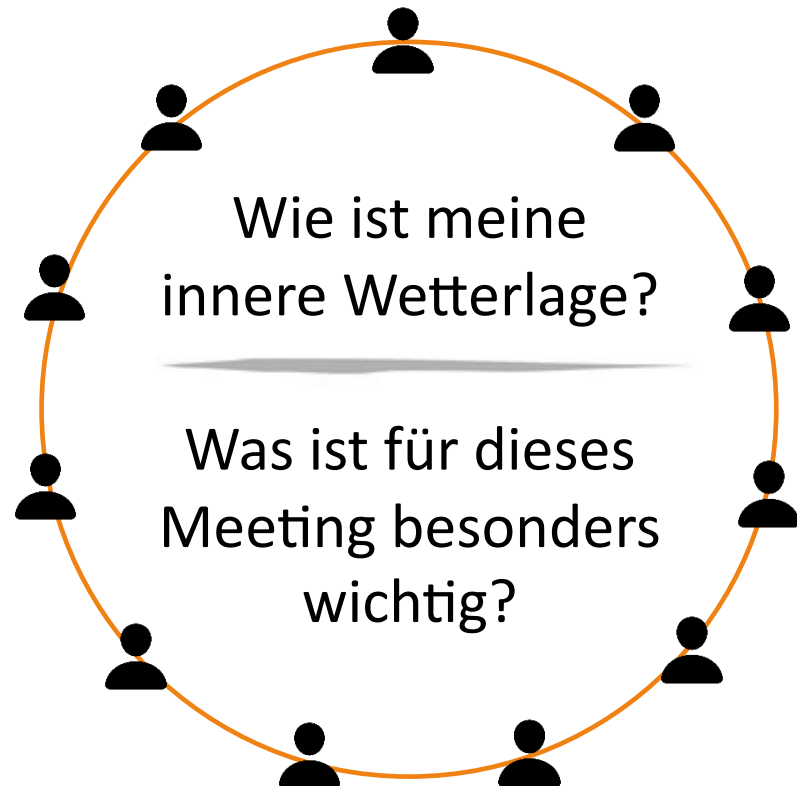 Wie ist meine
innere Wetterlage?
Was ist für dieses
Meeting besonders
wichtig?